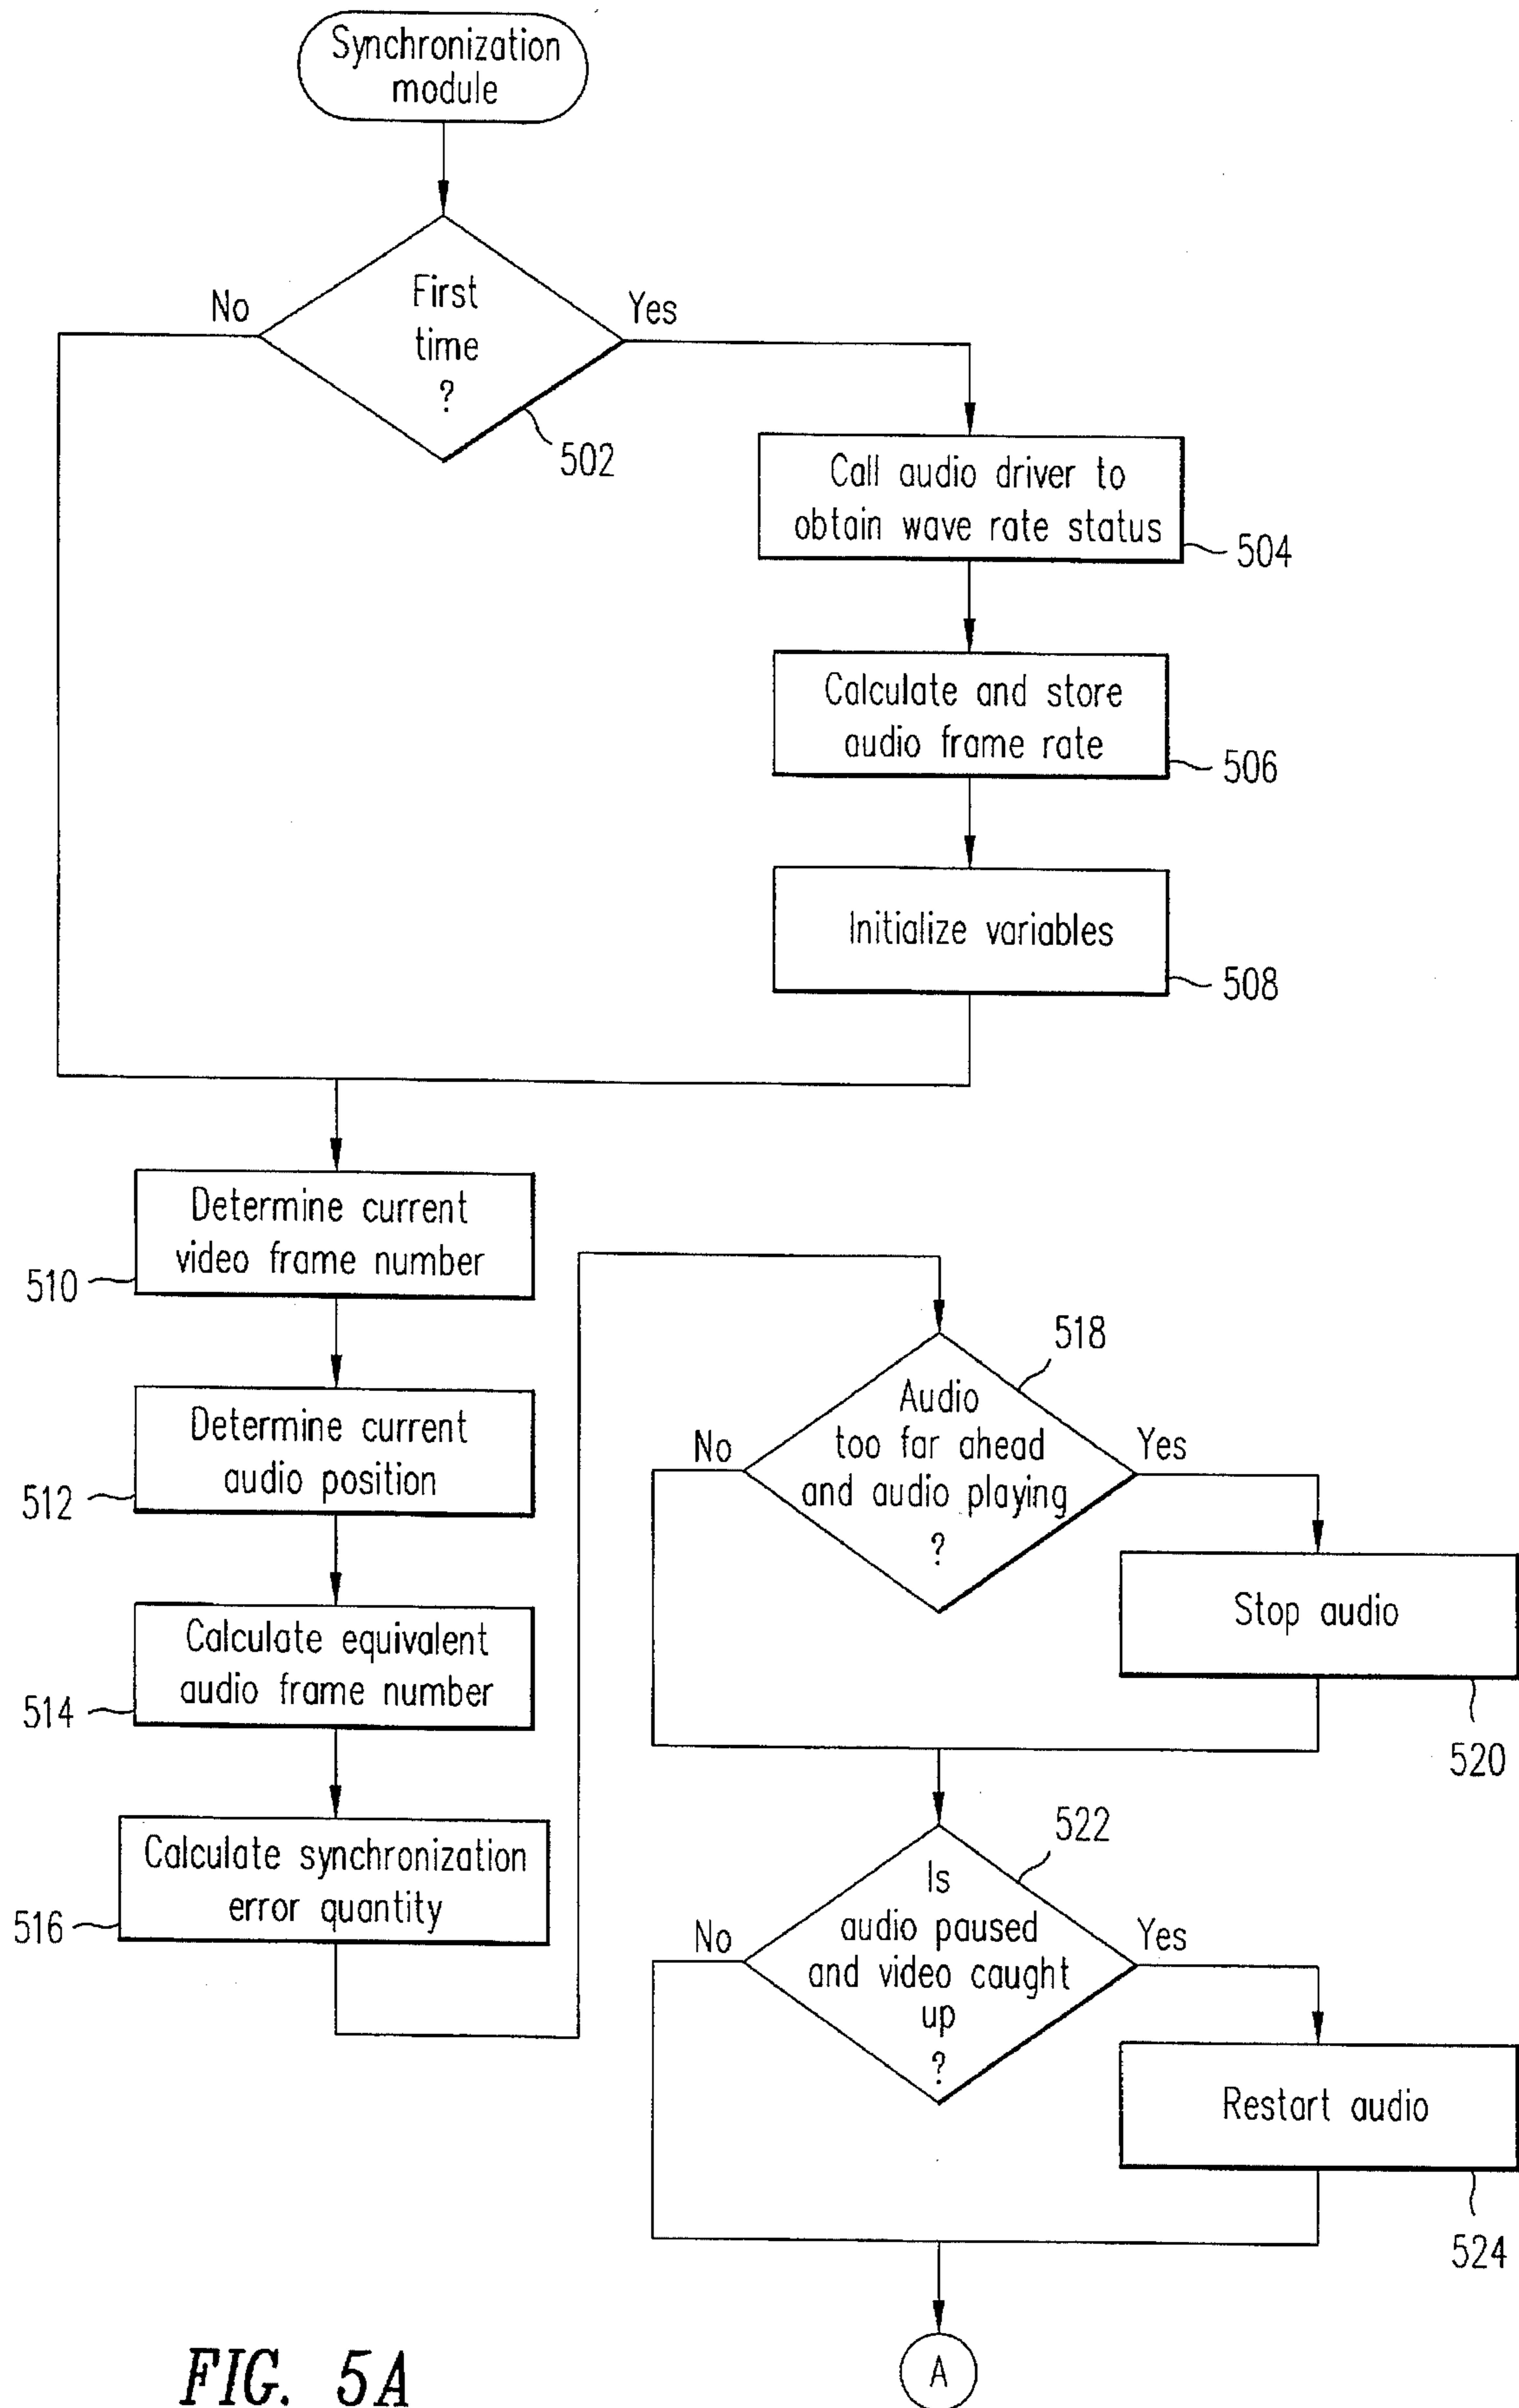 Synchronization
module
First
time
?
No
Yes
502
Call audio driver to
obtain wave rate status
504
Calculate and store
audio frame rate
506
Initialize variables
508
Determine current
video frame number
510
Determine current
audio position
512
Calculate equivalent
audio frame number
514
Calculate synchronization
error quantity
516
518
Audio
too far ahead
and audio playing
?
No
Yes
Stop audio
520
522
Is
audio paused
and video caught
up
?
No
Yes
Restart audio
524
A
FIG. 5A